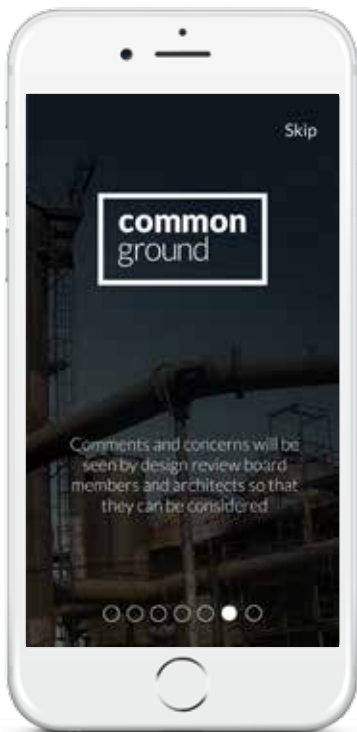 Skip
common
ground
Comments and concerns will be
seen by design review board
members and architects so that
they can be considered